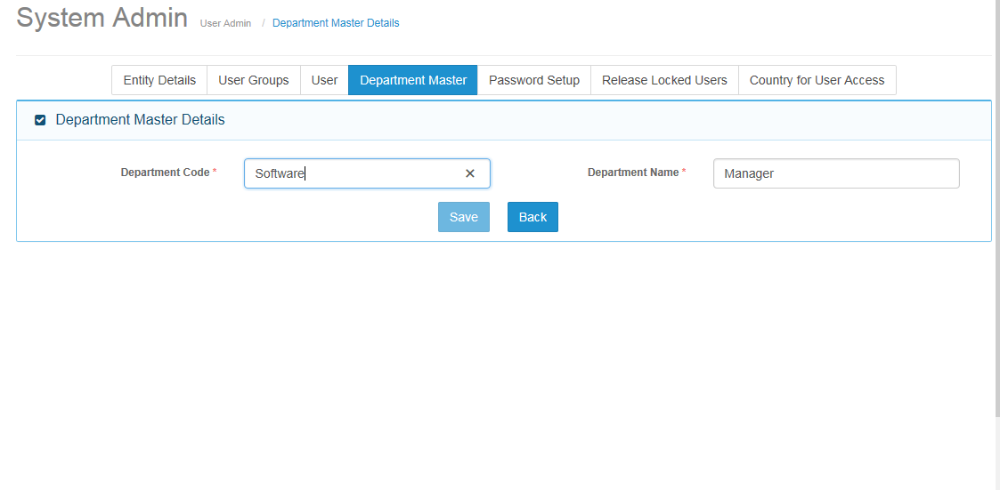 System Admin User Admin / Department Master Details
Entity Details User Groups User Department Master Password Setup Release Locked Users Country for User Access
Department Master Details
Department Code * Software Department Name * Manager
Save Back